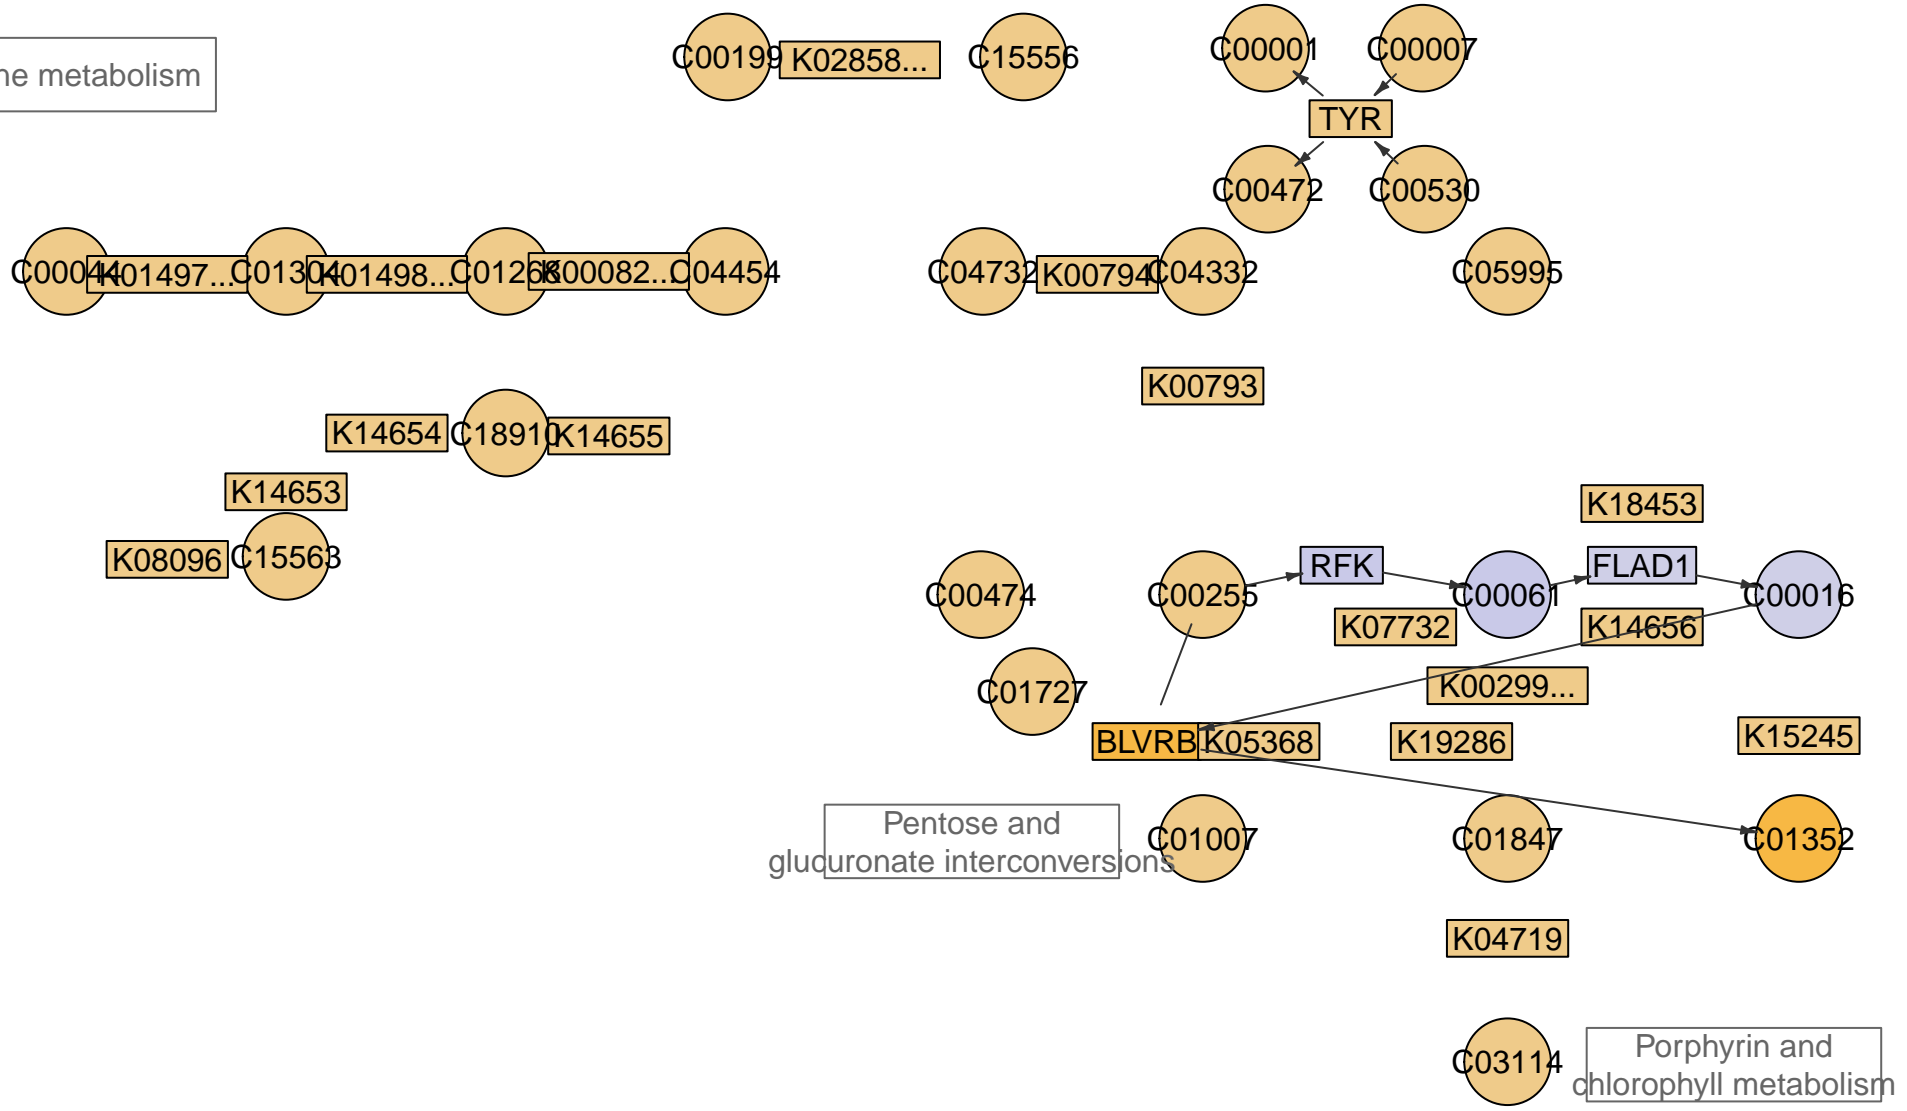 C00199
K02858...
C15556
C00001
C00007
ne metabolism
TYR
C00472
C00530
C00044
K01497...
C01304
K01498...
C01268
K00082...
C04454
C04732
K00794
C04332
C05995
K00793
K14654
C18910
K14655
K14653
K08096
C15563
K18453
RFK
FLAD1
C00474
C00255
C00061
C00016
K07732
K14656
C01727
K00299...
BLVRB
K05368
K19286
K15245
Pentose and
glucuronate interconversions
C01007
C01847
C01352
K04719
C03114
Porphyrin and
chlorophyll metabolism